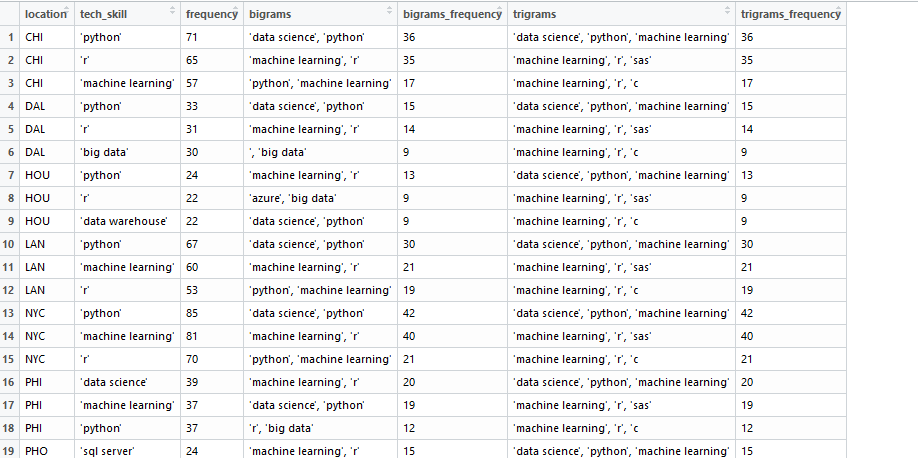 location tech_skill frequency bigrams bigrams_frequency trigrams trigrams_frequency
1 CHI 'python' 71 'data science', 'python' 36 'data science', 'python', 'machine learning' 36
2 CHI 'r' 65 'machine learning', 'r' 35 'machine learning', 'r', 'sas' 35
3 CHI 'machine learning' 57 'python', 'machine learning' 17 'machine learning', 'r', 'c 17
4 DAL 'python' 33 'data science', 'python' 15 'data science', 'python', 'machine learning' 15
5 DAL 'r' 31 'machine learning', 'r' 14 'machine learning', 'r', 'sas' 14
6 DAL 'big data' 30 ', 'big data' 9 'machine learning', 'r', 'c 9
7 HOU 'python' 24 'machine learning', 'r' 13 'data science', 'python', 'machine learning' 13
8 HOU 'r' 22 'azure', 'big data' 9 'machine learning', 'r', 'sas' 9
9 HOU 'data warehouse' 22 'data science', 'python' 9 'machine learning', 'r', 'c 9
10 LAN 'python' 67 'data science', 'python' 30 'data science', 'python', 'machine learning' 30
11 LAN 'machine learning' 60 'machine learning', 'r' 21 'machine learning', 'r', 'sas' 21
12 LAN 'r' 53 'python', 'machine learning' 19 'machine learning', 'r', 'c 19
13 NYC 'python' 85 'data science', 'python' 42 'data science', 'python', 'machine learning' 42
14 NYC 'machine learning' 81 'machine learning', 'r' 40 'machine learning', 'r', 'sas' 40
15 NYC 'r' 70 'python', 'machine learning' 21 'machine learning', 'r', 'c 21
16 PHI 'data science' 39 'machine learning', 'r' 20 'data science', 'python', 'machine learning' 20
17 PHI 'machine learning' 37 'data science', 'python' 19 'machine learning', 'r', 'sas' 19
18 PHI 'python' 37 'r', 'big data' 12 'machine learning', 'r', 'c 12
19 PHO 'sql server' 24 'machine learning', 'r' 15 'data science', 'python', 'machine learning' 15